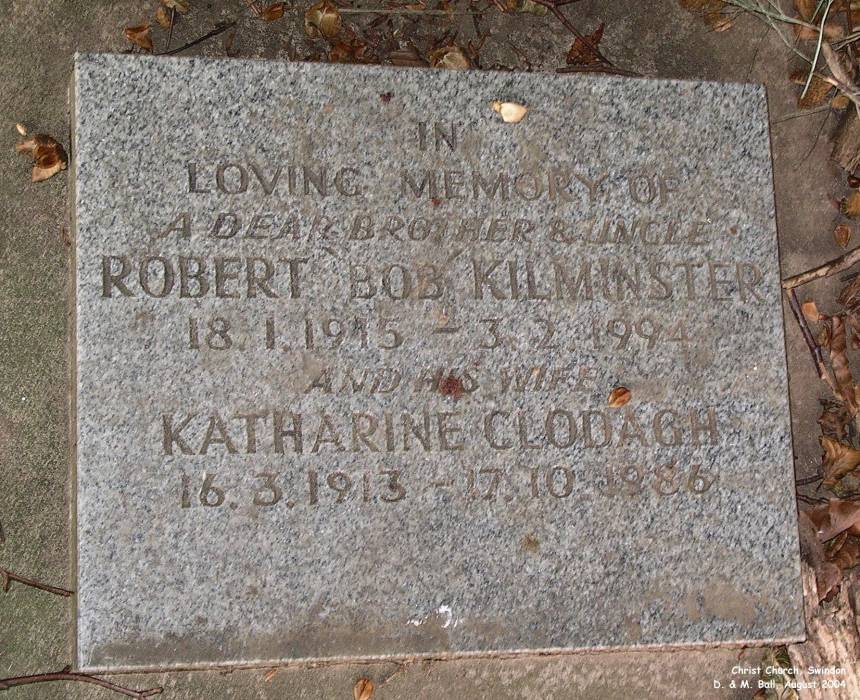 IN
LOVING MEMORY OF
A DEAR BROTHER & UNCLE
ROBERT 'BOB' KILMINSTER
18.1.1915 - 3.2.1994
AND HIS WIFE
KATHARINE CLODAGH
16.3.1913 - 17.10.1986
Christ Church, Swindon
D. & M. Ball, August 2004